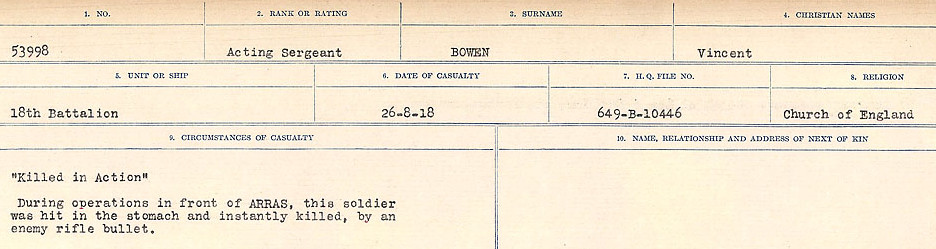 1. NO.
2. RANK OR RATING
3. SURNAME
4. CHRISTIAN NAMES
53998
Acting Sergeant
BOWEN
Vincent
5. UNIT OR SHIP
6. DATE OF CASUALTY
7. H.Q. FILE NO.
8. RELIGION
18th Battalion
26-8-18
649-B-10446
Church of England
9. CIRCUMSTANCES OF CASUALTY
10. NAME, RELATIONSHIP AND ADDRESS OF NEXT OF KIN
"Killed in Action"
During operations in front of ARRAS, this soldier
was hit in the stomach and instantly killed, by an
enemy rifle bullet.